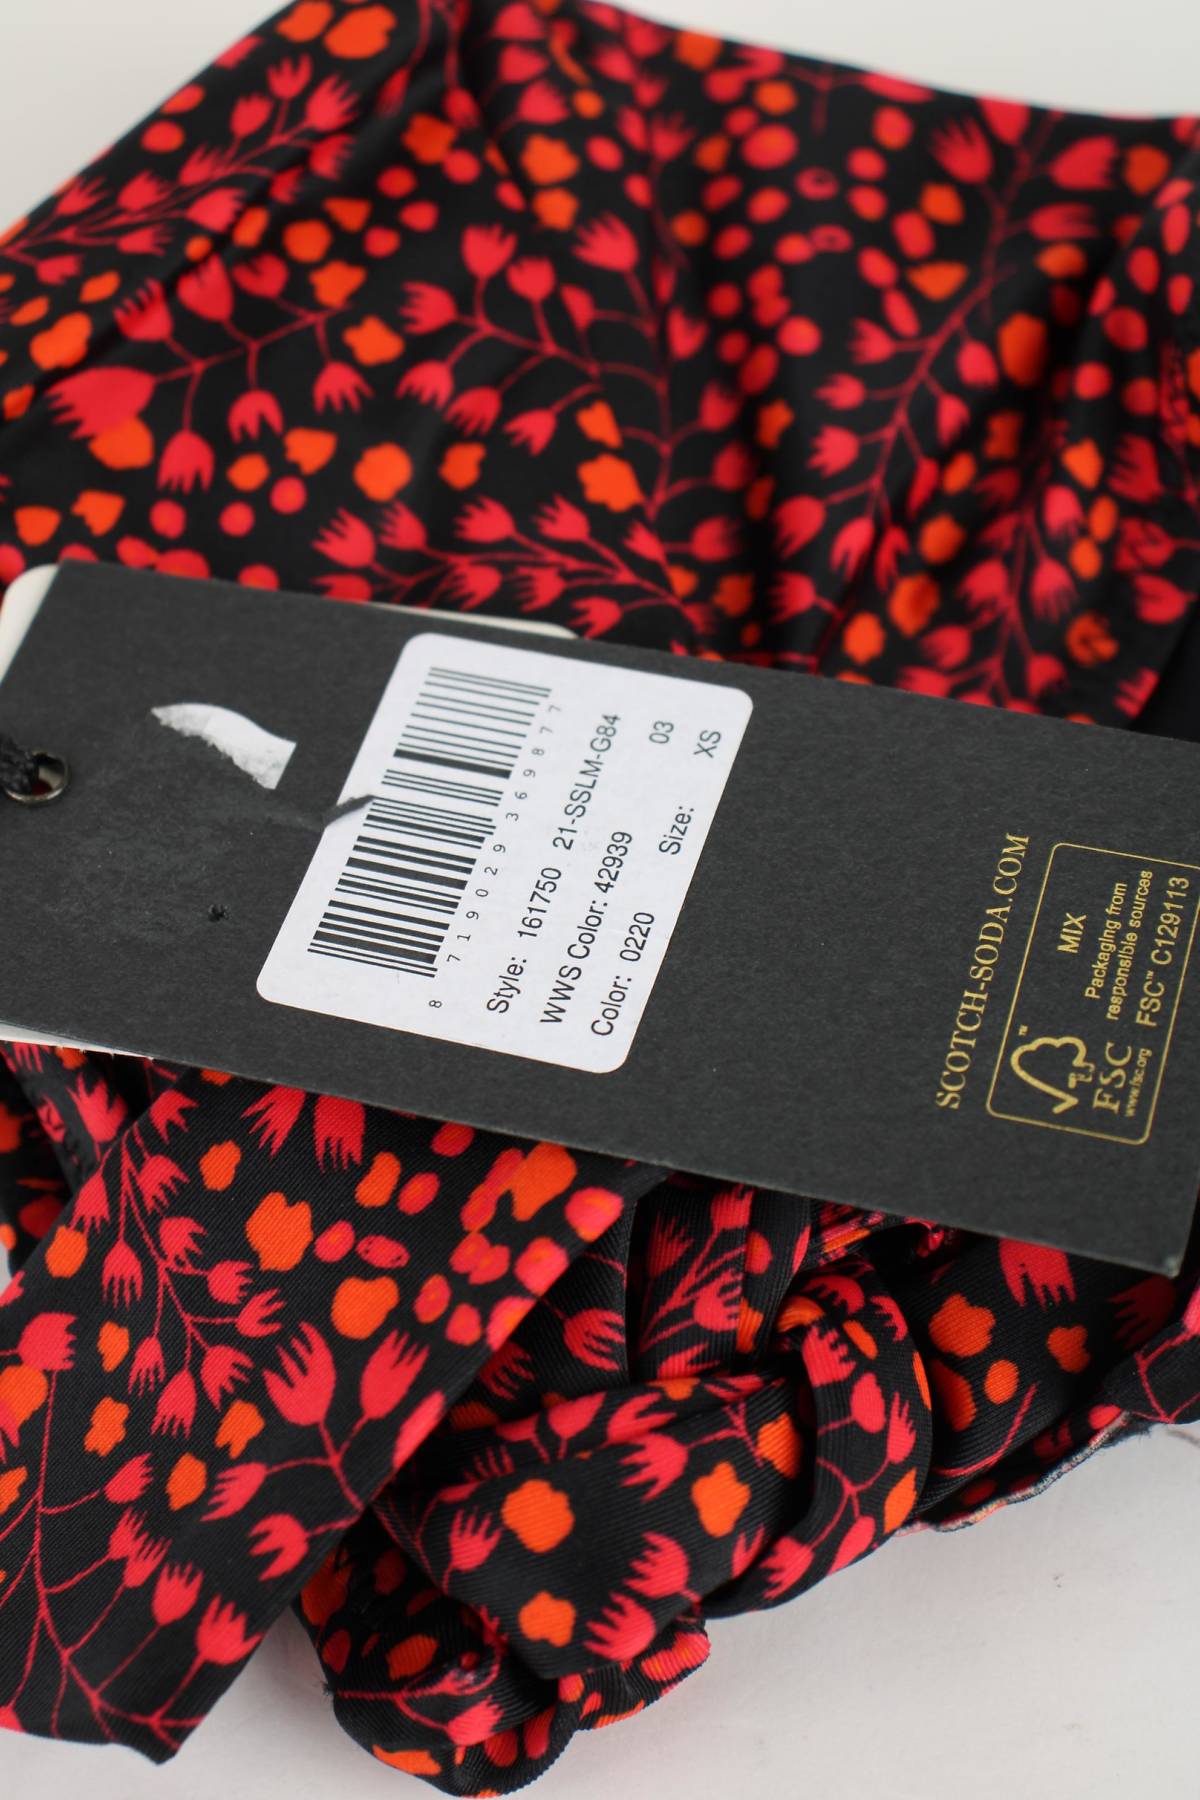 8 719029 369877
Style: 161750 21-SSLM-G84
WWS Color: 42939
Color: 0220
Size: 03
XS
SCOTCH-SODA.COM
MIX
Packaging from
responsible sources
FSC™ C129113
™
FSC
www.fsc.org